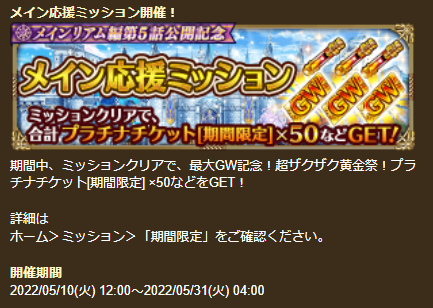 メイン応援ミッション開催！
メインリアム編第5話公開記念
メイン応援ミッション
GW! GW! GW!
ミッションクリアで、
合計プラチナチケット[期間限定]×50などGET!
期間中、ミッションクリアで、最大GW記念！超ザクザク黄金祭！プラ
チナチケット[期間限定] ×50などをGET！
詳細は
ホーム＞ミッション＞「期間限定」をご確認ください。
開催期間
2022/05/10(火) 12:00～2022/05/31(火) 04:00